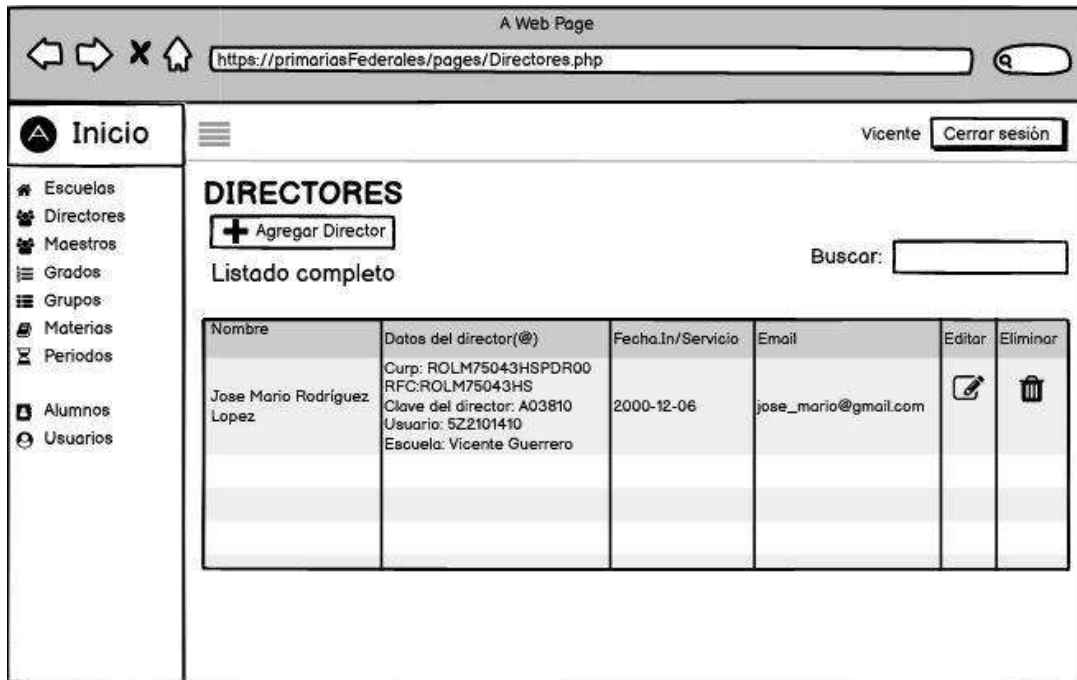 A Web Page
https://primariasFederales/pages/Directores.php
A Inicio
Vicente Cerrar sesión
Escuelas
Directores
Maestros
Grados
Grupos
Materias
Periodos
Alumnos
Usuarios
DIRECTORES
Agregar Director
Buscar:
Listado completo
Nombre Datos del director(@) Fecha.In/Servicio Email Editar Eliminar
Jose Mario Rodríguez
Lopez
Curp: ROLM75043HSPDR00
RFC:ROLM75043HS
Clave del director: A03810
Usuario: 5Z2101410
Escuela: Vicente Guerrero
2000-12-06
jose_mario@gmail.com